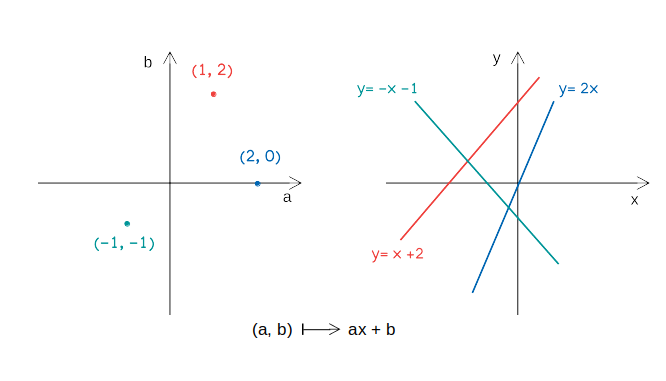 b
(1, 2)
(2, 0)
a
(-1, -1)
y
y= -x -1
y= 2x
x
y= x +2
(a, b) ⟼ ax + b